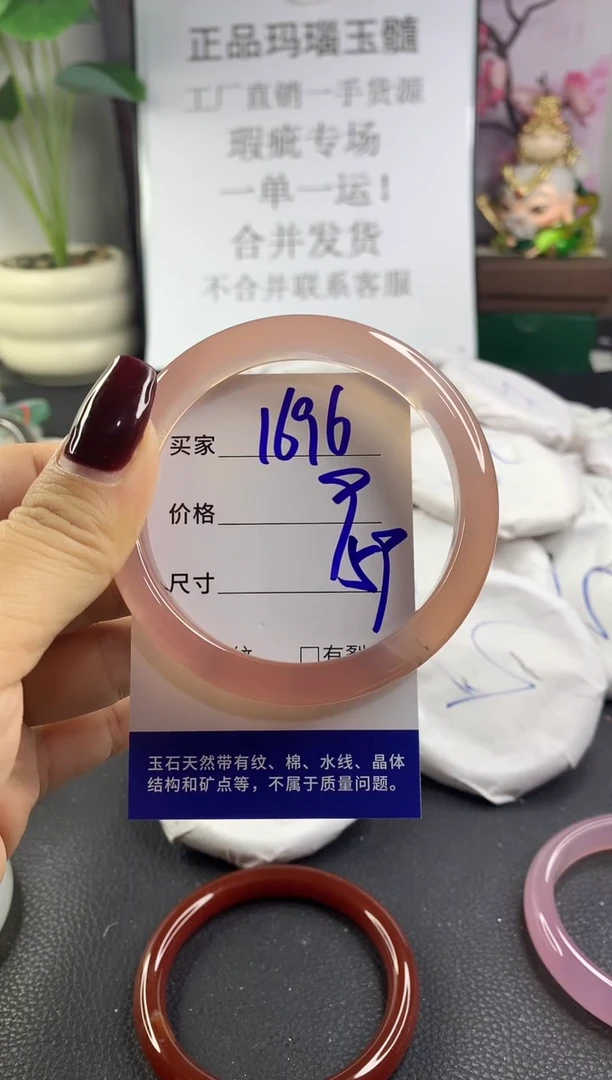 正品玛瑙玉髓
工厂直销一手货源
瑕疵专场
一单一运!
合并发货
不合并联系客服
买家 1696
价格
尺寸 57
纹 □有裂
玉石天然带有纹、棉、水线、晶体
结构和矿点等，不属于质量问题。